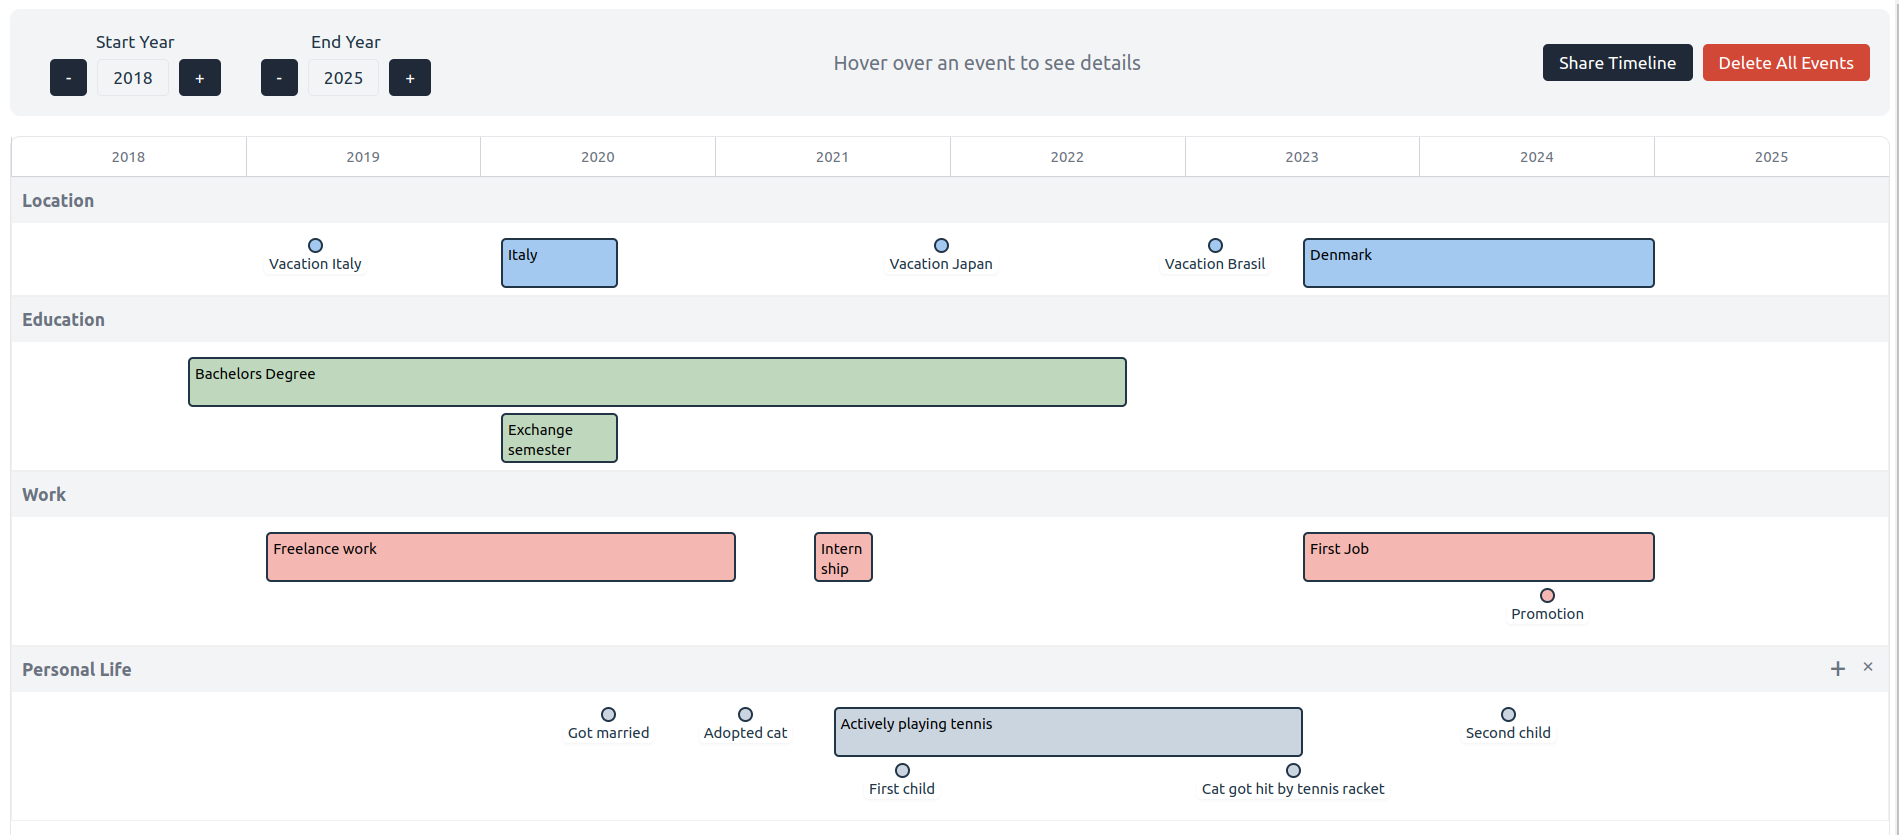 Start Year
End Year
- 2018 +
- 2025 +
Hover over an event to see details
Share Timeline
Delete All Events
2018 2019 2020 2021 2022 2023 2024 2025
Location
Vacation Italy
Italy
Vacation Japan
Vacation Brasil
Denmark
Education
Bachelors Degree
Exchange
semester
Work
Freelance work
Intern
ship
First Job
Promotion
Personal Life
+ ×
Got married
Adopted cat
Actively playing tennis
Second child
First child
Cat got hit by tennis racket